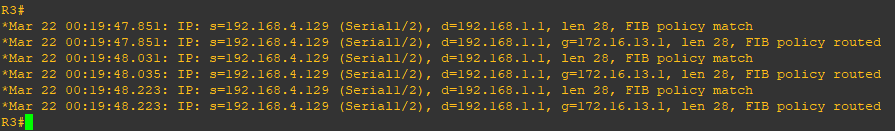 R3#
*Mar 22 00:19:47.851: IP: s=192.168.4.129 (Serial1/2), d=192.168.1.1, len 28, FIB policy match
*Mar 22 00:19:47.851: IP: s=192.168.4.129 (Serial1/2), d=192.168.1.1, g=172.16.13.1, len 28, FIB policy routed
*Mar 22 00:19:48.031: IP: s=192.168.4.129 (Serial1/2), d=192.168.1.1, len 28, FIB policy match
*Mar 22 00:19:48.035: IP: s=192.168.4.129 (Serial1/2), d=192.168.1.1, g=172.16.13.1, len 28, FIB policy routed
*Mar 22 00:19:48.223: IP: s=192.168.4.129 (Serial1/2), d=192.168.1.1, len 28, FIB policy match
*Mar 22 00:19:48.223: IP: s=192.168.4.129 (Serial1/2), d=192.168.1.1, g=172.16.13.1, len 28, FIB policy routed
R3#